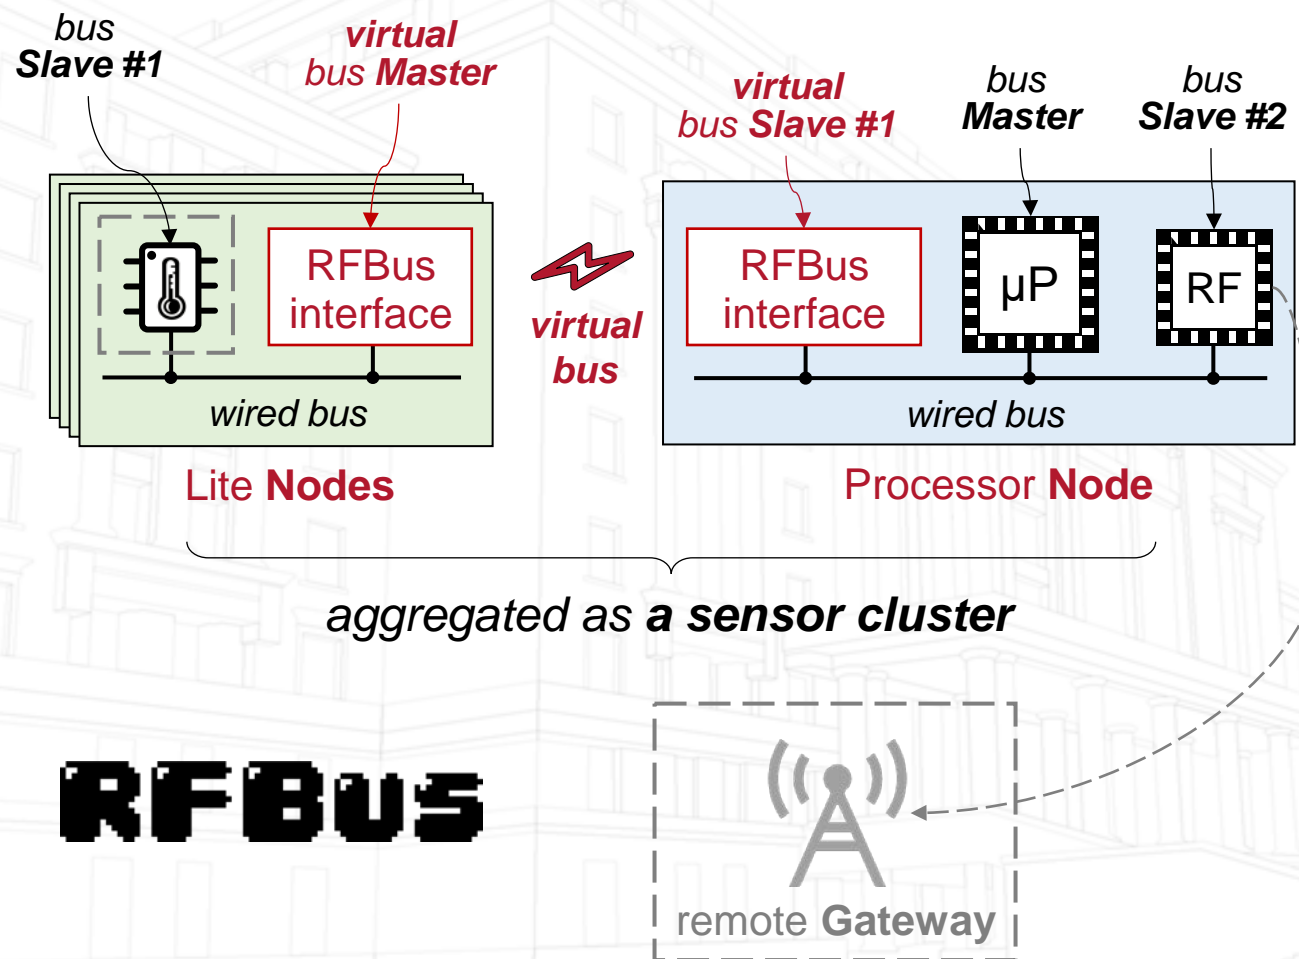 bus
Slave #1
virtual
bus Master
virtual
bus Slave #1
bus
Master
bus
Slave #2
RFBus
interface
virtual
bus
RFBus
interface
µP
RF
wired bus
wired bus
Lite Nodes
Processor Node
aggregated as a sensor cluster
RFBus
remote Gateway